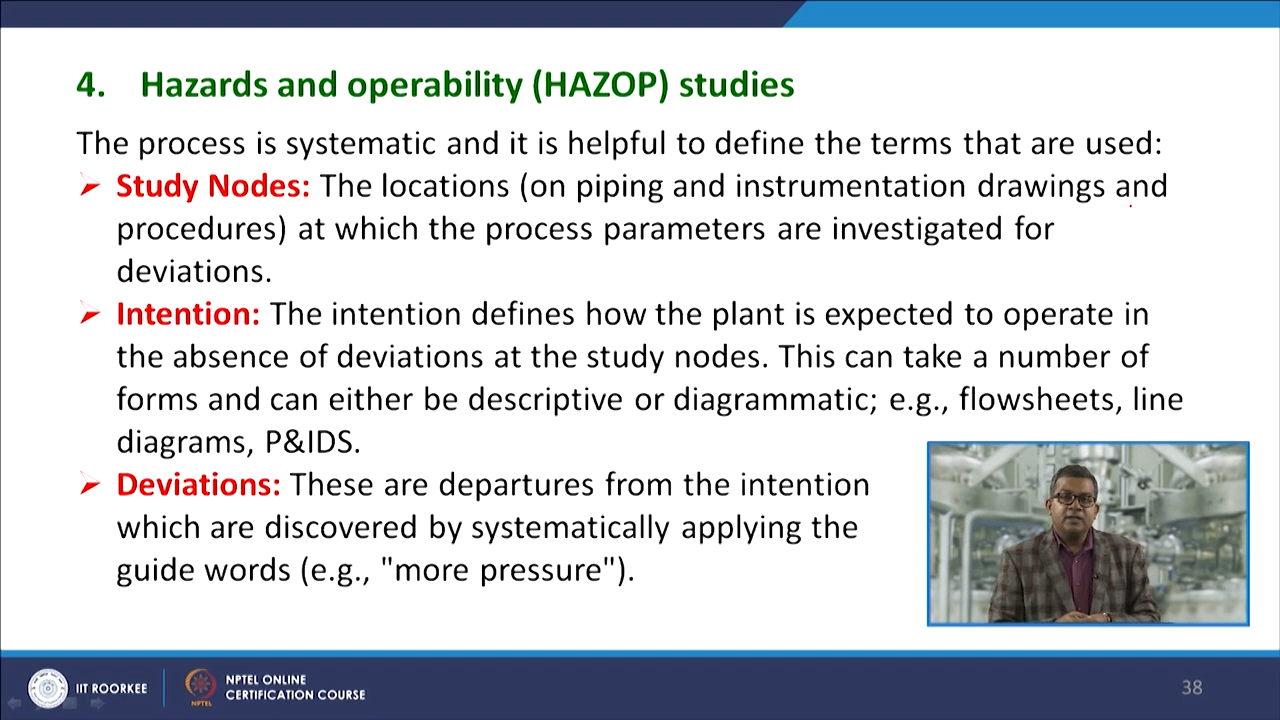 4. Hazards and operability (HAZOP) studies
The process is systematic and it is helpful to define the terms that are used:
Study Nodes: The locations (on piping and instrumentation drawings and
procedures) at which the process parameters are investigated for
deviations.
Intention: The intention defines how the plant is expected to operate in
the absence of deviations at the study nodes. This can take a number of
forms and can either be descriptive or diagrammatic; e.g., flowsheets, line
diagrams, P&IDS.
Deviations: These are departures from the intention
which are discovered by systematically applying the
guide words (e.g., "more pressure").
IIT ROORKEE
NPTEL
NPTEL ONLINE
CERTIFICATION COURSE
38